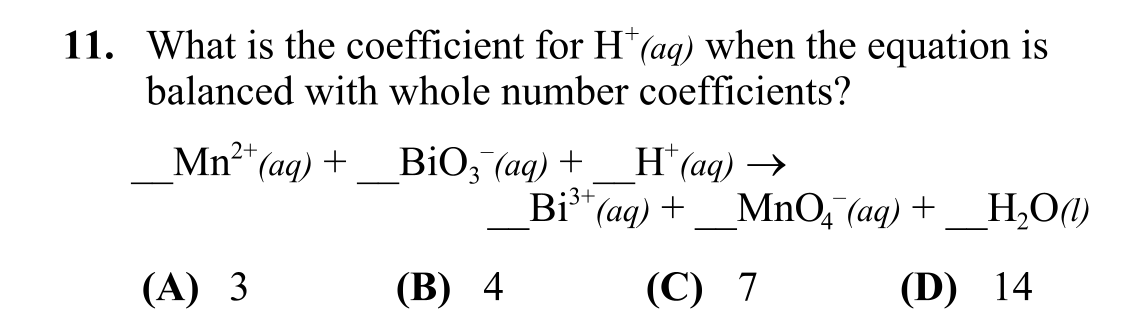 11. What is the coefficient for H⁺(aq) when the equation is
balanced with whole number coefficients?
__Mn²⁺(aq) + __BiO₃⁻(aq) + __H⁺(aq) →
__Bi³⁺(aq) + __MnO₄⁻(aq) + __H₂O(l)
(A) 3 (B) 4 (C) 7 (D) 14